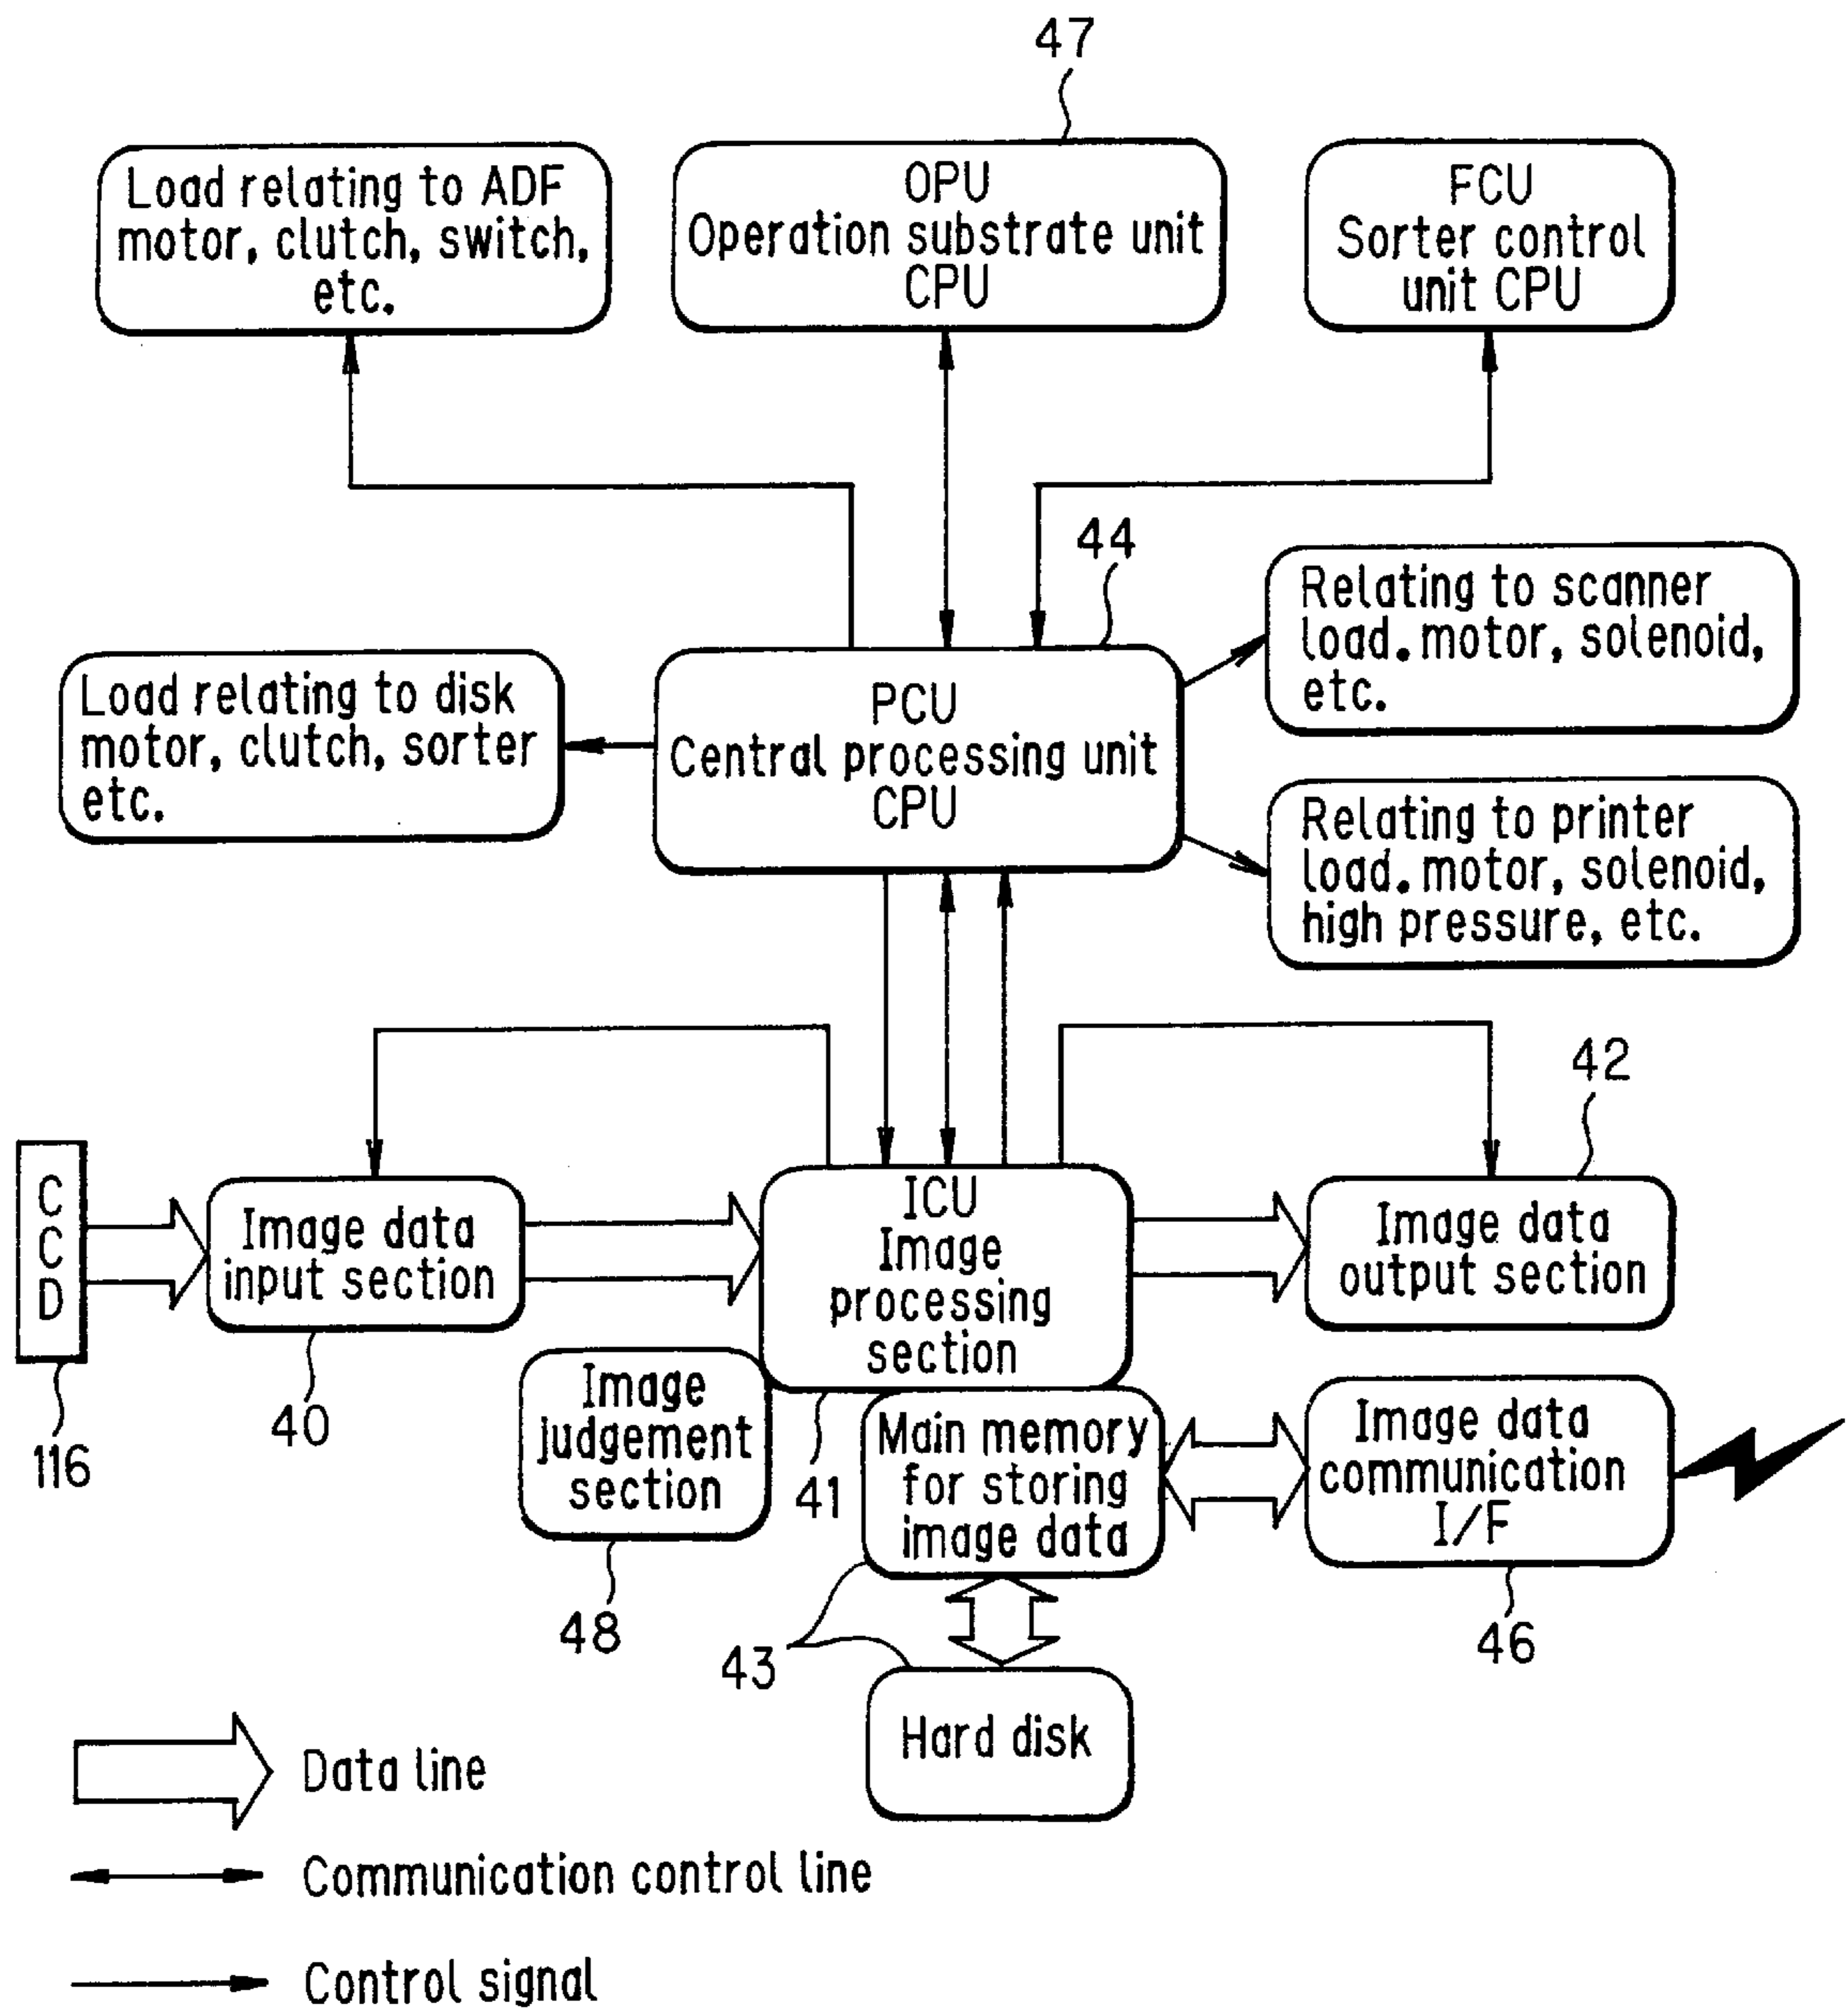 47
Load relating to ADF
motor, clutch, switch,
etc.
OPU
Operation substrate unit
CPU
FCU
Sorter control
unit CPU
44
Load relating to disk
motor, clutch, sorter
etc.
PCU
Central processing unit
CPU
Relating to scanner
load. motor, solenoid,
etc.
Relating to printer
load. motor, solenoid,
high pressure, etc.
42
C
C
D
116
Image data
input section
40
ICU
Image
processing
section
41
Image data
output section
Image
judgement
section
48
Main memory
for storing
image data
43
Image data
communication
I/F
46
Hard disk
Data line
Communication control line
Control signal